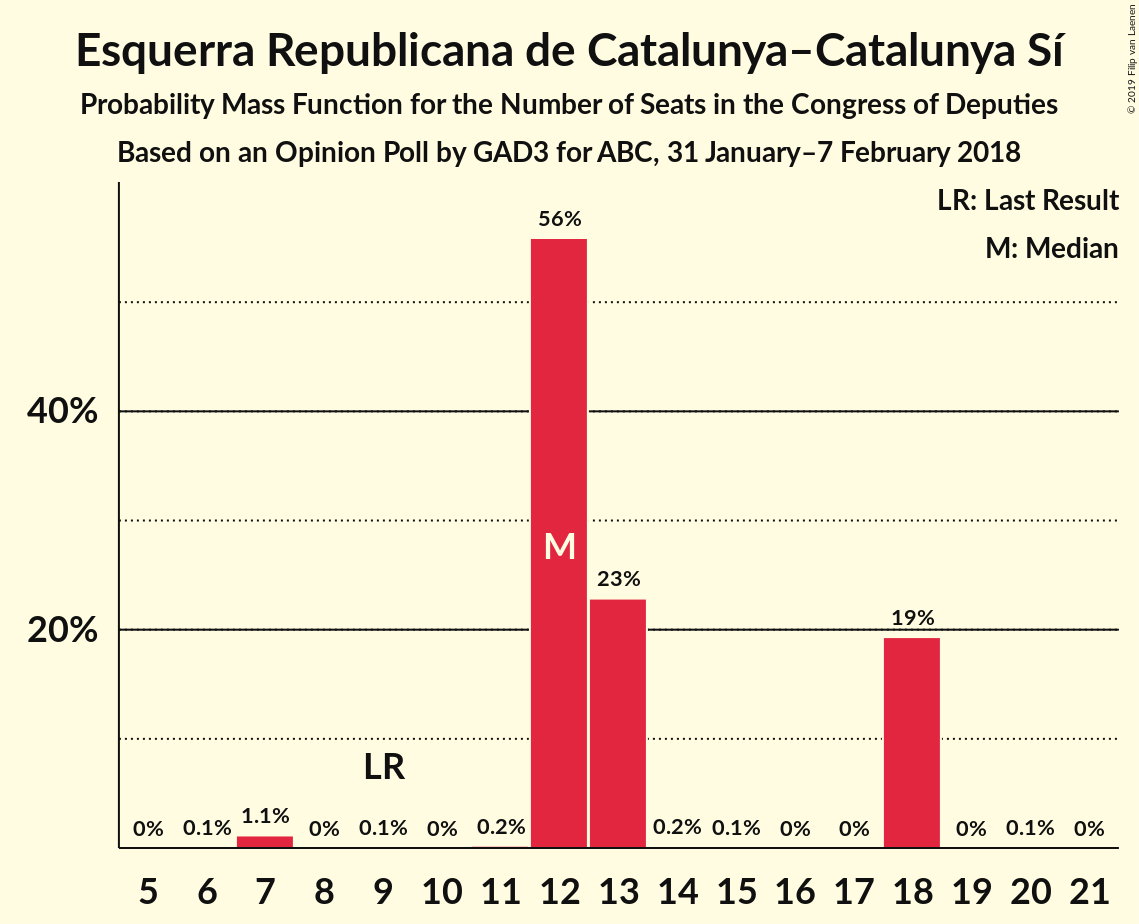 Esquerra Republicana de Catalunya–Catalunya Sí
Probability Mass Function for the Number of Seats in the Congress of Deputies
Based on an Opinion Poll by GAD3 for ABC, 31 January–7 February 2018
© 2019 Filip van Laenen
LR: Last Result
M: Median
56%
40%
M
23%
20%
19%
LR
0% 0.1% 1.1% 0% 0.1% 0% 0.2% 0.2% 0.1% 0% 0% 0% 0.1% 0%
5 6 7 8 9 10 11 12 13 14 15 16 17 18 19 20 21